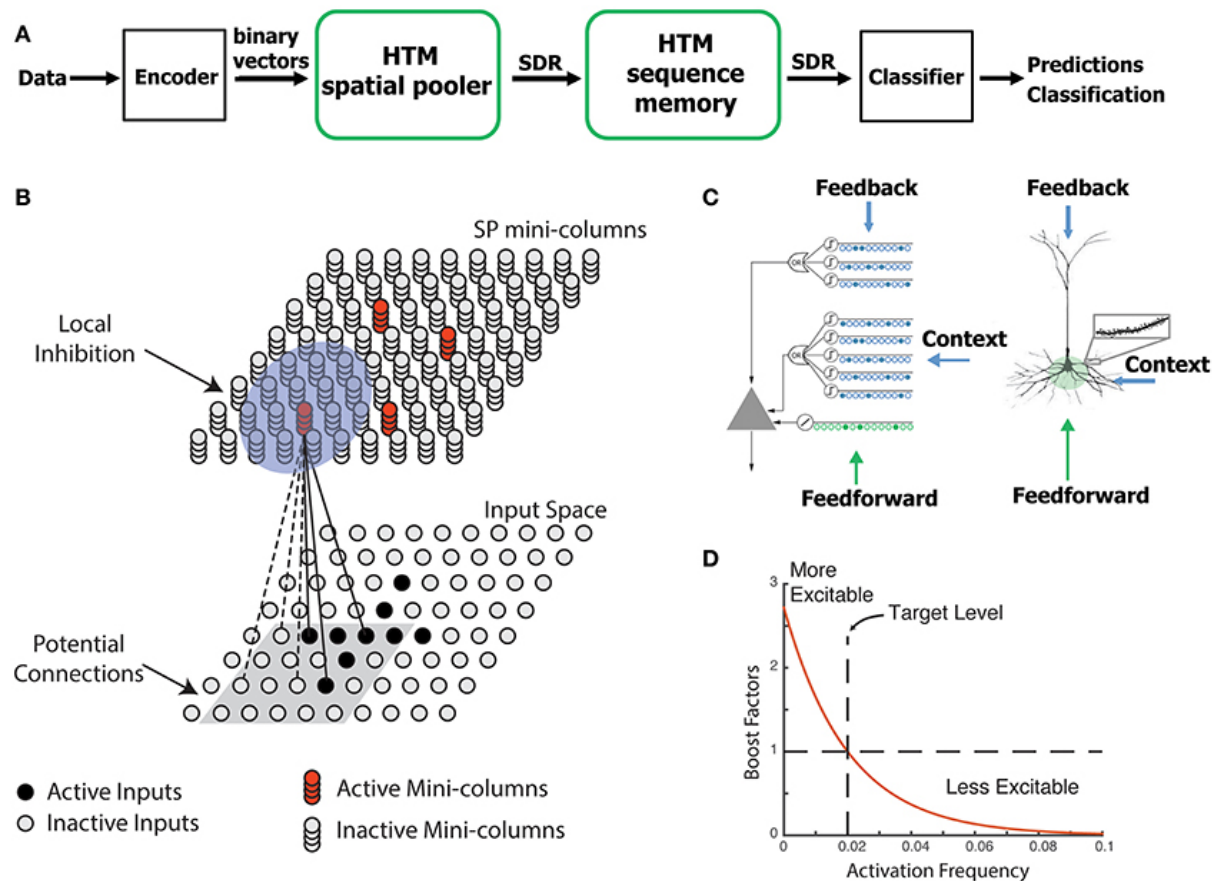 A
Data
Encoder
binary
vectors
HTM
spatial pooler
SDR
HTM
sequence
memory
SDR
Classifier
Predictions
Classification
B
SP mini-columns
Local
Inhibition
Input Space
Potential
Connections
Active Inputs
Inactive Inputs
Active Mini-columns
Inactive Mini-columns
C
Feedback
OR
OR
Context
Feedforward
Feedback
Context
Feedforward
D
More
Excitable
Target Level
Less Excitable
Boost Factors
3
2
1
0
0 0.02 0.04 0.06 0.08 0.1
Activation Frequency